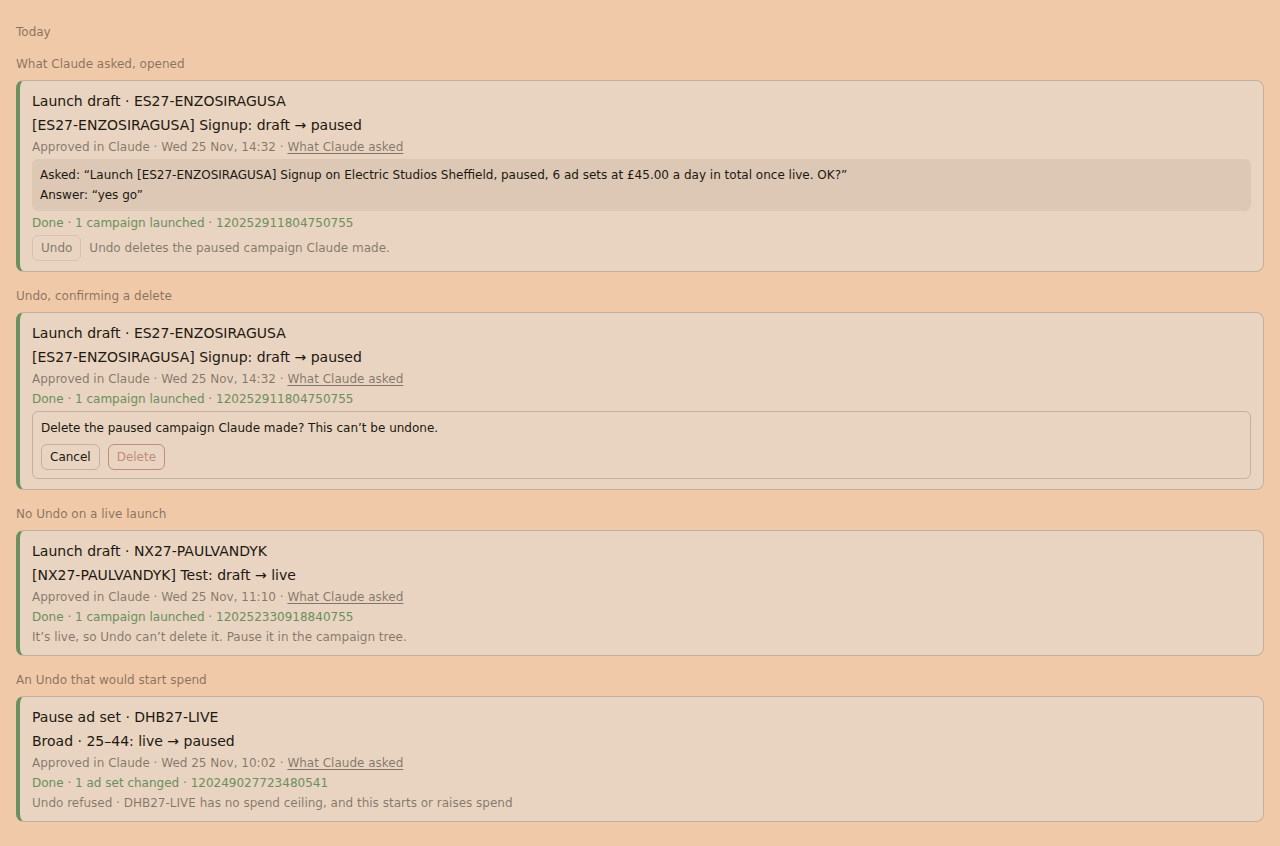 Today
What Claude asked, opened
Launch draft · ES27-ENZOSIRAGUSA
[ES27-ENZOSIRAGUSA] Signup: draft → paused
Approved in Claude · Wed 25 Nov, 14:32 · What Claude asked
Asked: “Launch [ES27-ENZOSIRAGUSA] Signup on Electric Studios Sheffield, paused, 6 ad sets at £45.00 a day in total once live. OK?”
Answer: “yes go”
Done · 1 campaign launched · 120252911804750755
Undo Undo deletes the paused campaign Claude made.
Undo, confirming a delete
Launch draft · ES27-ENZOSIRAGUSA
[ES27-ENZOSIRAGUSA] Signup: draft → paused
Approved in Claude · Wed 25 Nov, 14:32 · What Claude asked
Done · 1 campaign launched · 120252911804750755
Delete the paused campaign Claude made? This can’t be undone.
Cancel Delete
No Undo on a live launch
Launch draft · NX27-PAULVANDYK
[NX27-PAULVANDYK] Test: draft → live
Approved in Claude · Wed 25 Nov, 11:10 · What Claude asked
Done · 1 campaign launched · 120252330918840755
It’s live, so Undo can’t delete it. Pause it in the campaign tree.
An Undo that would start spend
Pause ad set · DHB27-LIVE
Broad · 25–44: live → paused
Approved in Claude · Wed 25 Nov, 10:02 · What Claude asked
Done · 1 ad set changed · 120249027723480541
Undo refused · DHB27-LIVE has no spend ceiling, and this starts or raises spend